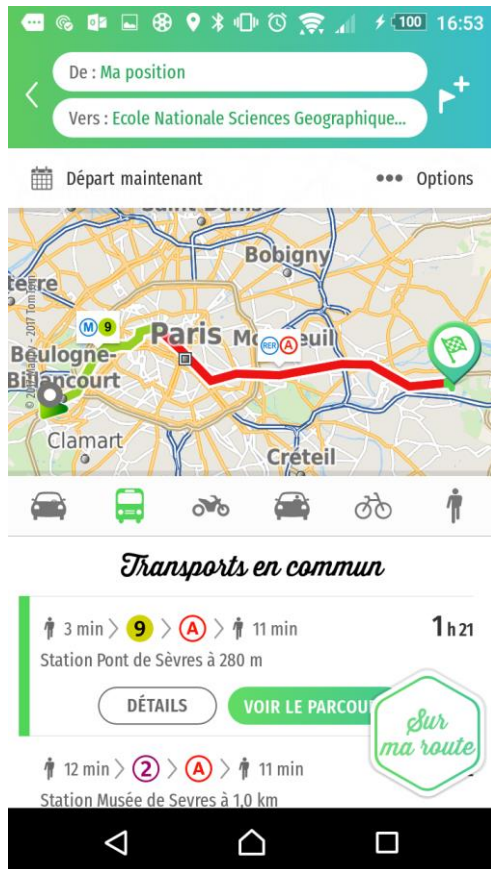 100 16:53
De : Ma position
Vers : Ecole Nationale Sciences Geographique...
Départ maintenant
Options
Bobigny
M 9
Paris
RER A
Boulogne-
Billancourt
Clamart
Créteil
Transports en commun
3 min > 9 > A > 11 min
1 h 21
Station Pont de Sèvres à 280 m
DÉTAILS
VOIR LE PARCOU
Sur
ma route
12 min > 2 > A > 11 min
Station Musée de Sevres à 1,0 km